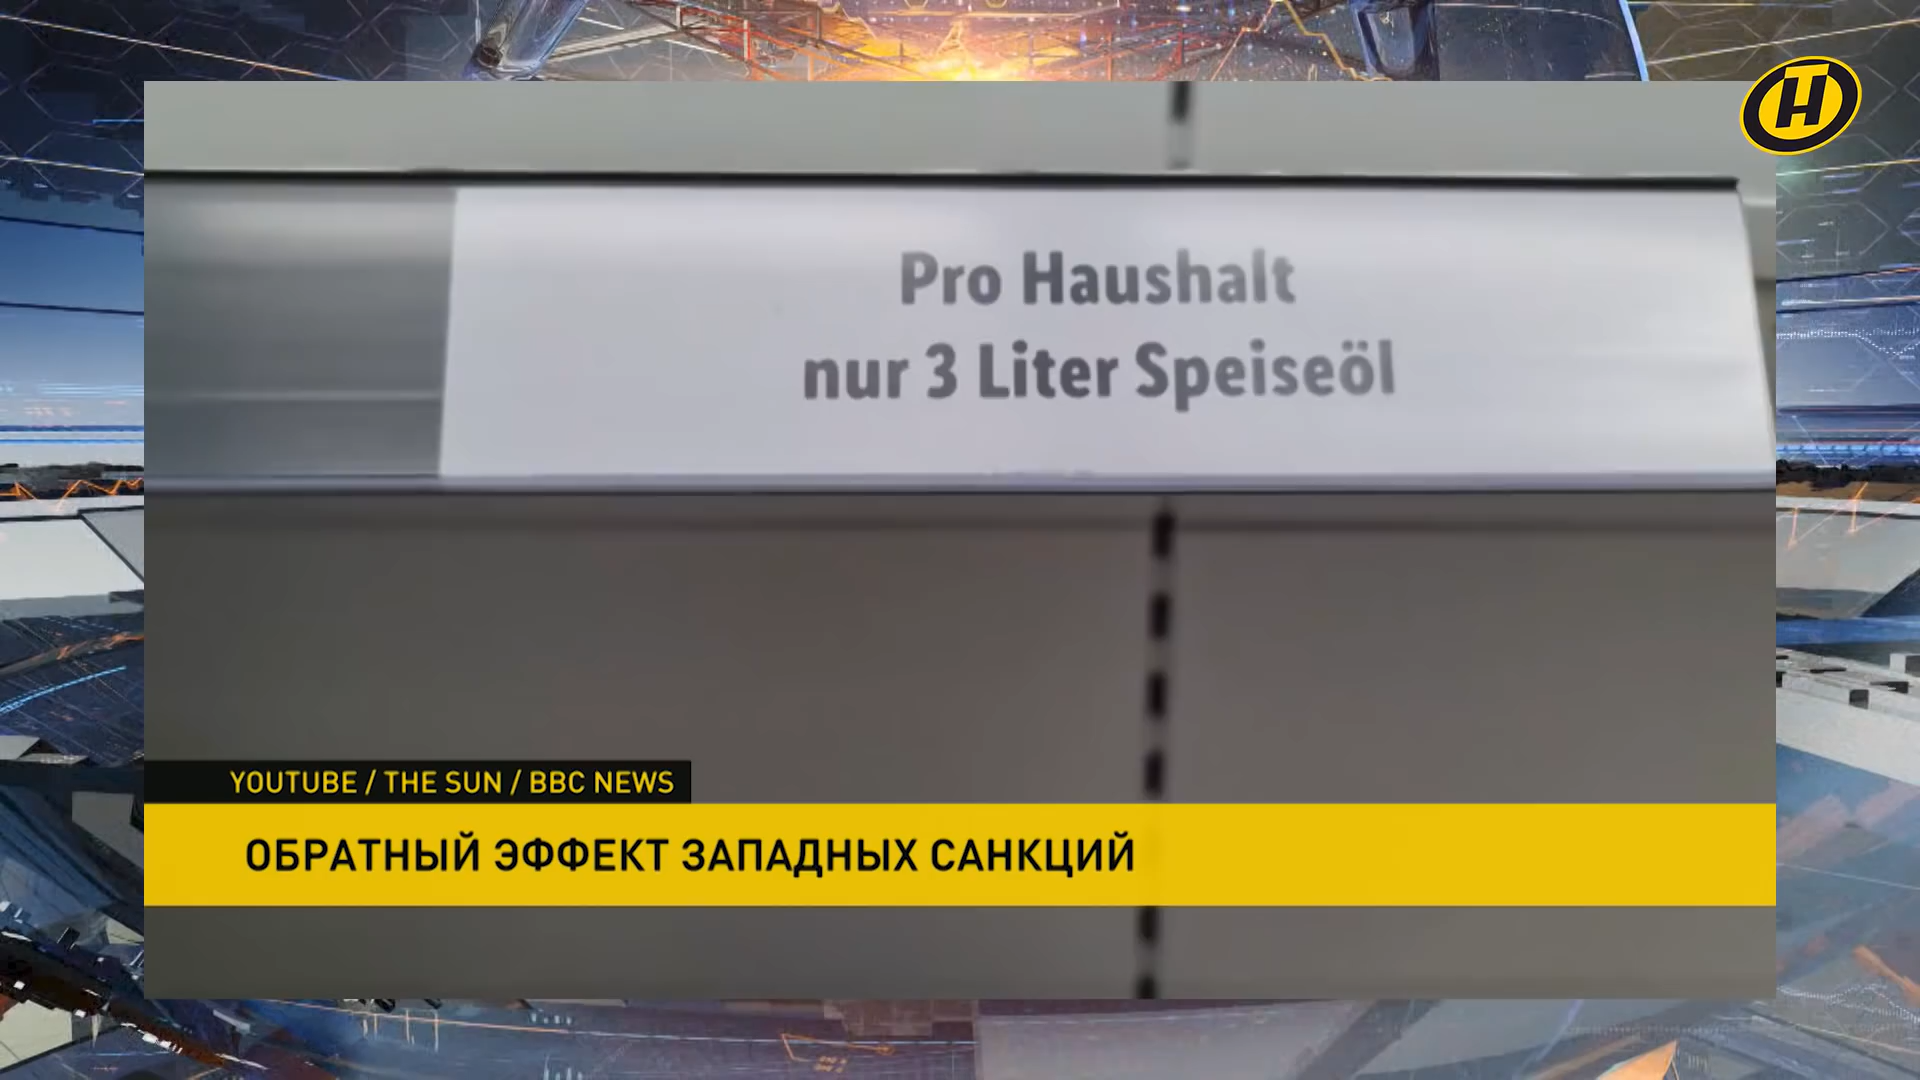 Pro Haushalt
nur 3 Liter Speiseöl
YOUTUBE / THE SUN / BBC NEWS
ОБРАТНЫЙ ЭФФЕКТ ЗАПАДНЫХ САНКЦИЙ